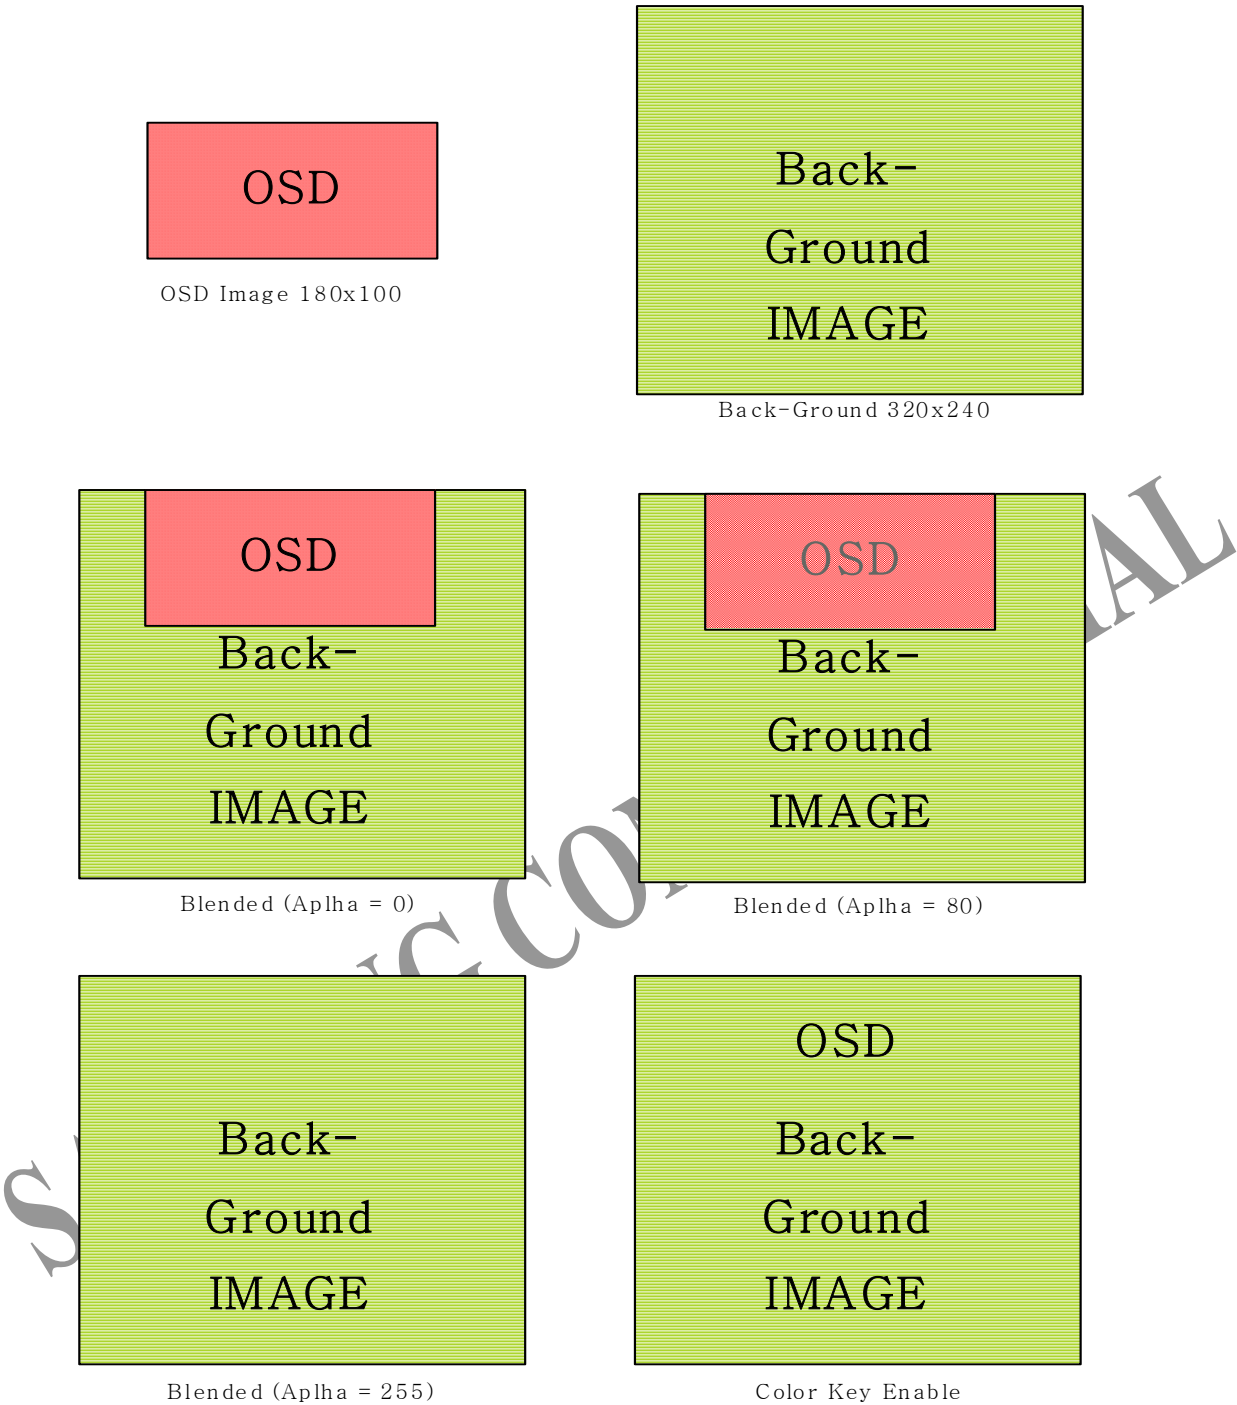 OSD
OSD Image 180x100
Back-
Ground
IMAGE
Back-Ground 320x240
OSD
Back-
Ground
IMAGE
Blended (Aplha = 0)
OSD
Back-
Ground
IMAGE
Blended (Aplha = 80)
Back-
Ground
IMAGE
Blended (Aplha = 255)
OSD
Back-
Ground
IMAGE
Color Key Enable